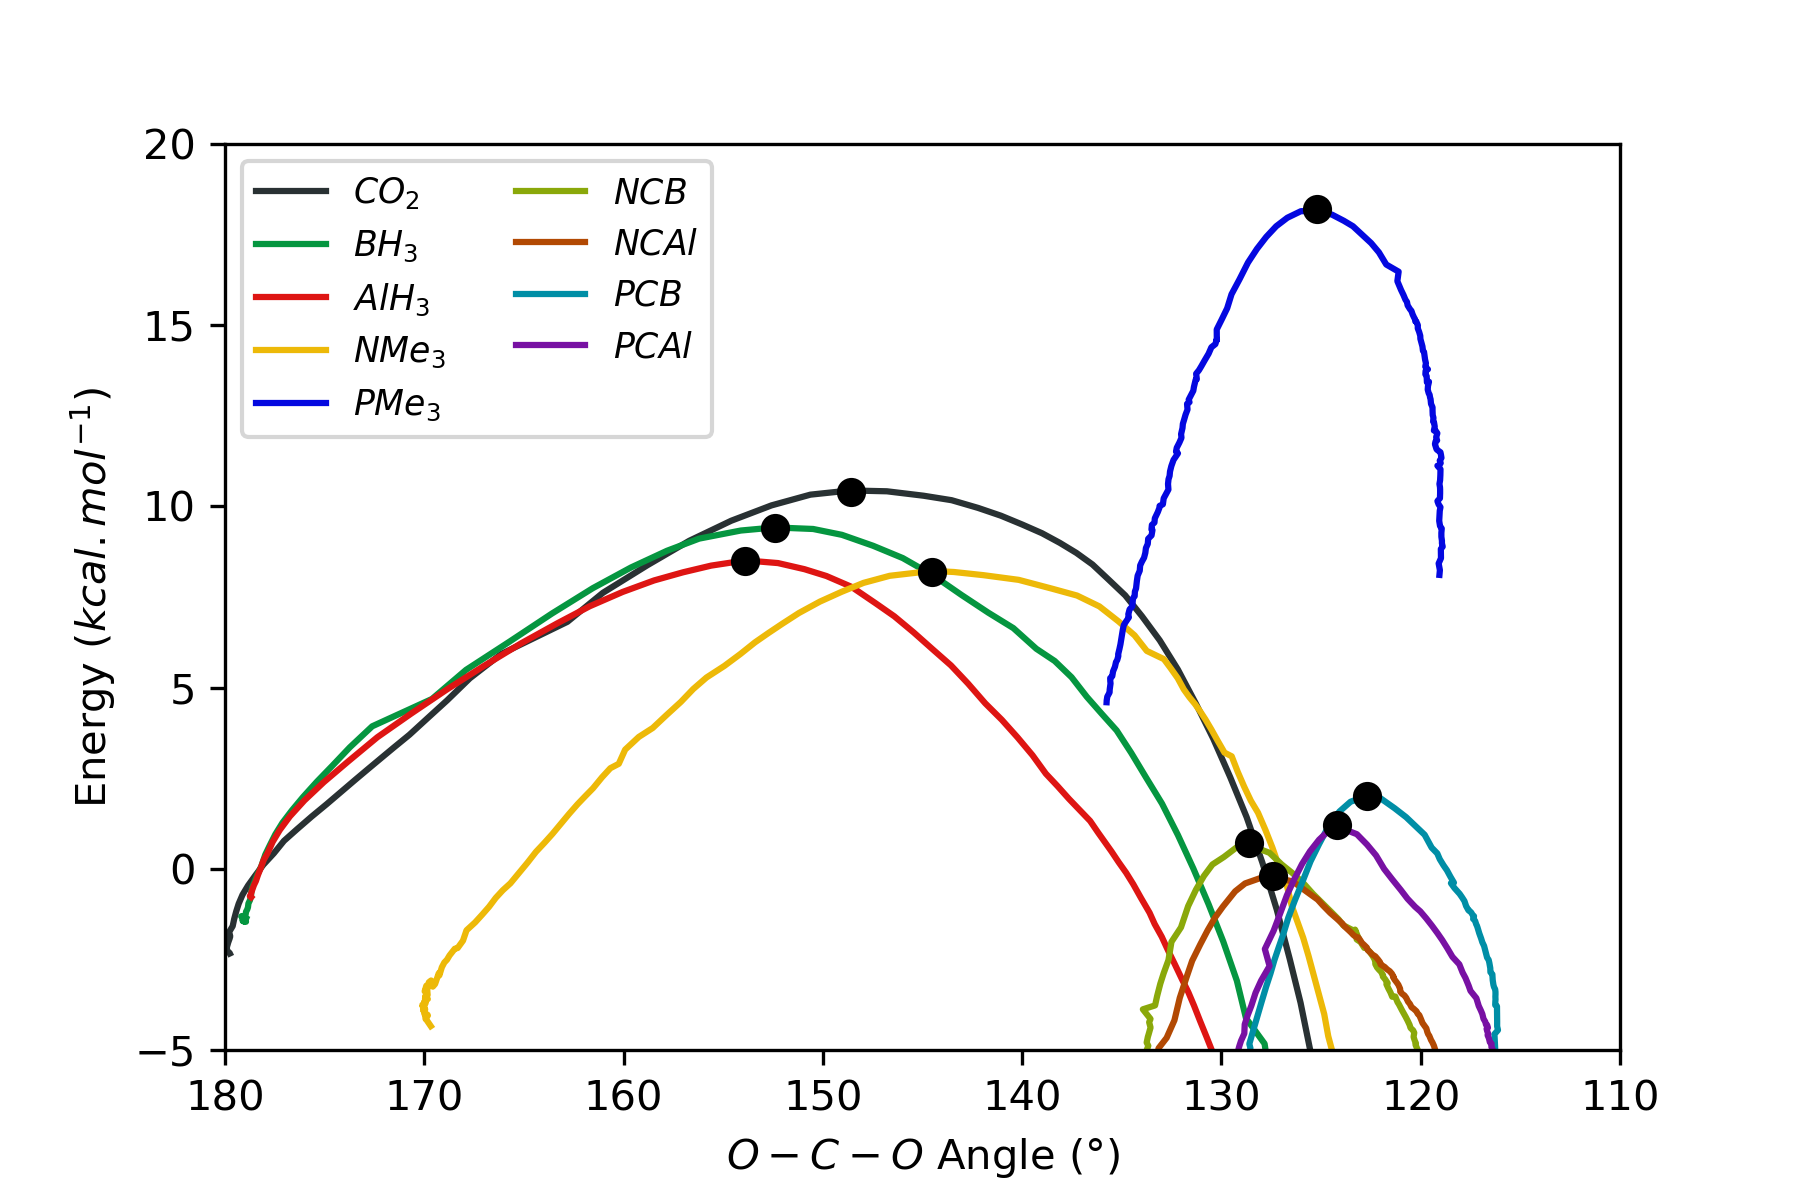 20
15
10
5
0
−5
Energy (kcal.mol⁻¹)
CO₂
BH₃
AlH₃
NMe₃
PMe₃
NCB
NCAl
PCB
PCAl
180 170 160 150 140 130 120 110
O − C − O Angle (°)